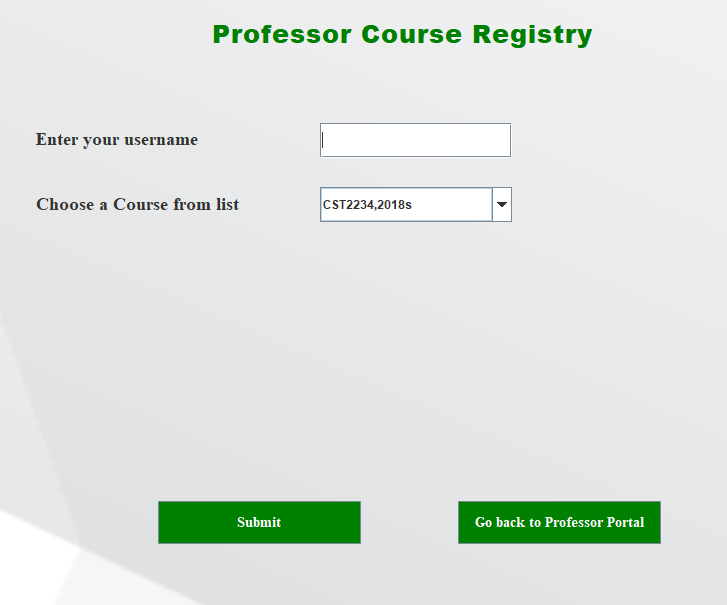 Professor Course Registry
Enter your username
Choose a Course from list
CST2234,2018s
Submit
Go back to Professor Portal